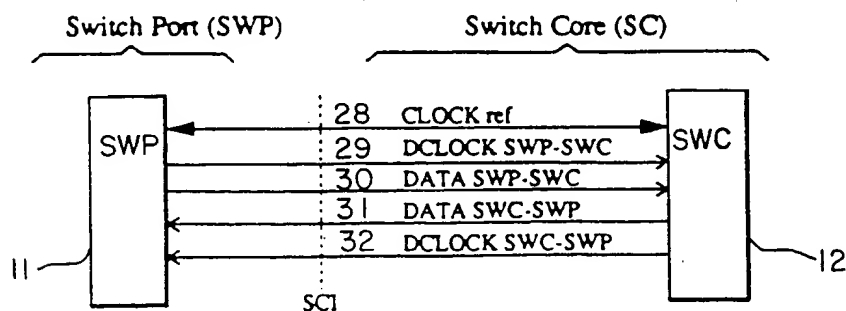 Switch Port (SWP) Switch Core (SC)
28 CLOCK ref
SWP SWC
29 DCLOCK SWP-SWC
30 DATA SWP-SWC
31 DATA SWC-SWP
32 DCLOCK SWC-SWP
11 12
SCI